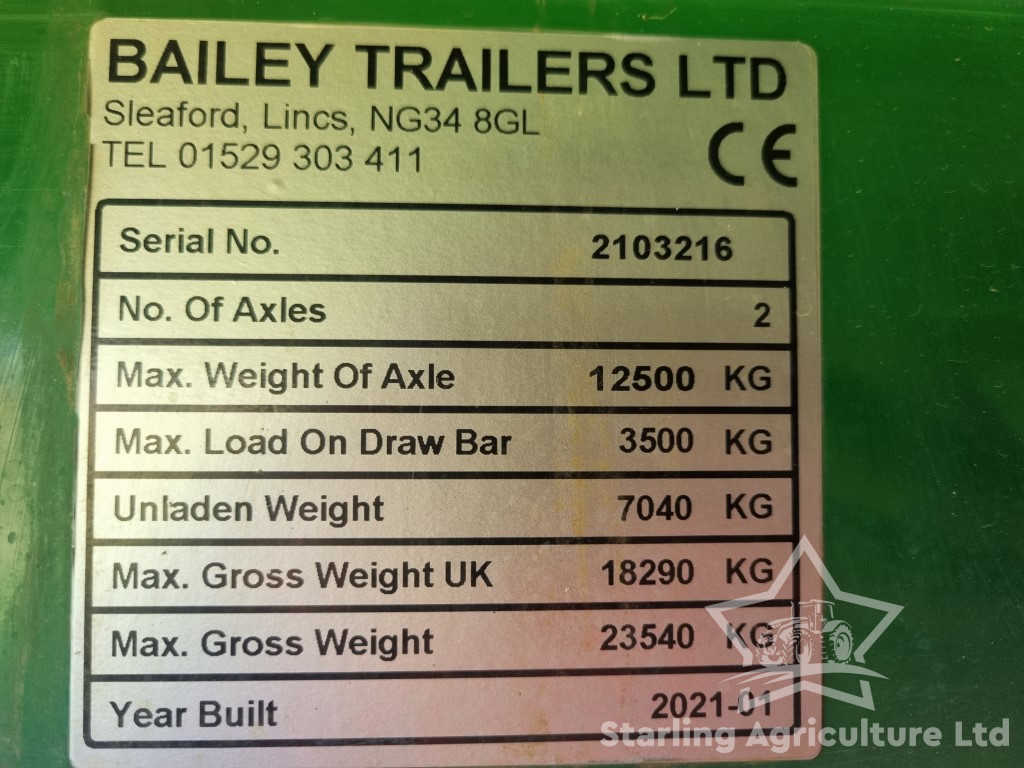 BAILEY TRAILERS LTD
Sleaford, Lincs, NG34 8GL
TEL 01529 303 411
CE
Serial No. 2103216
No. Of Axles 2
Max. Weight Of Axle 12500 KG
Max. Load On Draw Bar 3500 KG
Unladen Weight 7040 KG
Max. Gross Weight UK 18290 KG
Max. Gross Weight 23540 KG
Year Built 2021-01
Starling Agriculture Ltd